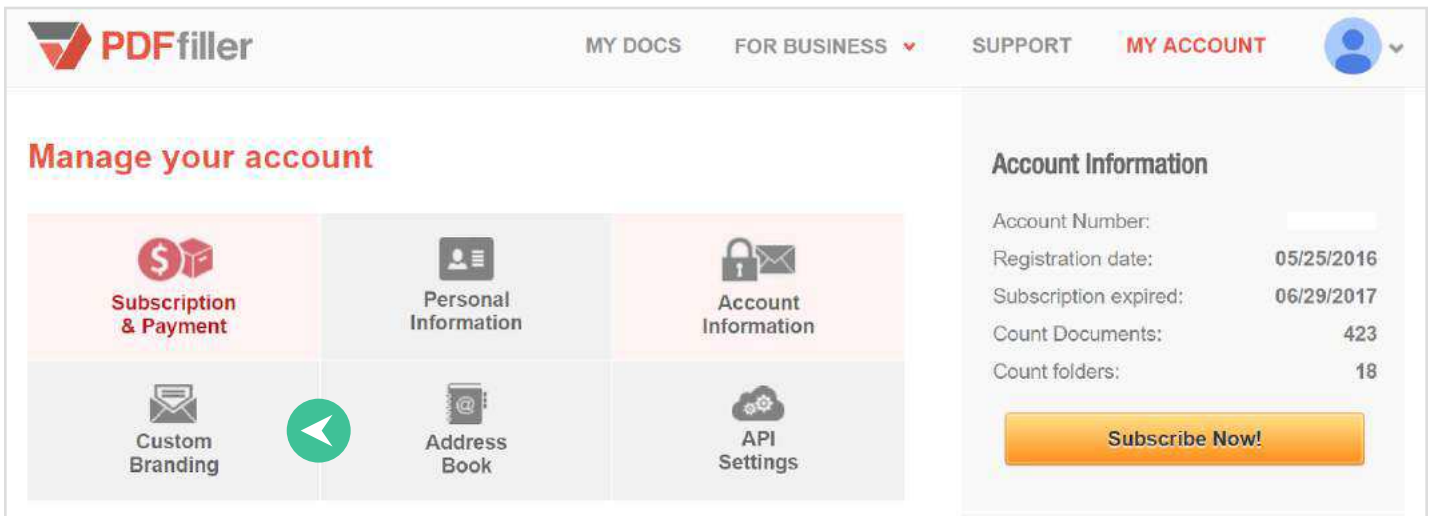 PDFfiller MY DOCS FOR BUSINESS SUPPORT MY ACCOUNT
Manage your account
Subscription
& Payment
Personal
Information
Account
Information
Custom
Branding
Address
Book
API
Settings
Account Information
Account Number:
Registration date: 05/25/2016
Subscription expired: 06/29/2017
Count Documents: 423
Count folders: 18
Subscribe Now!